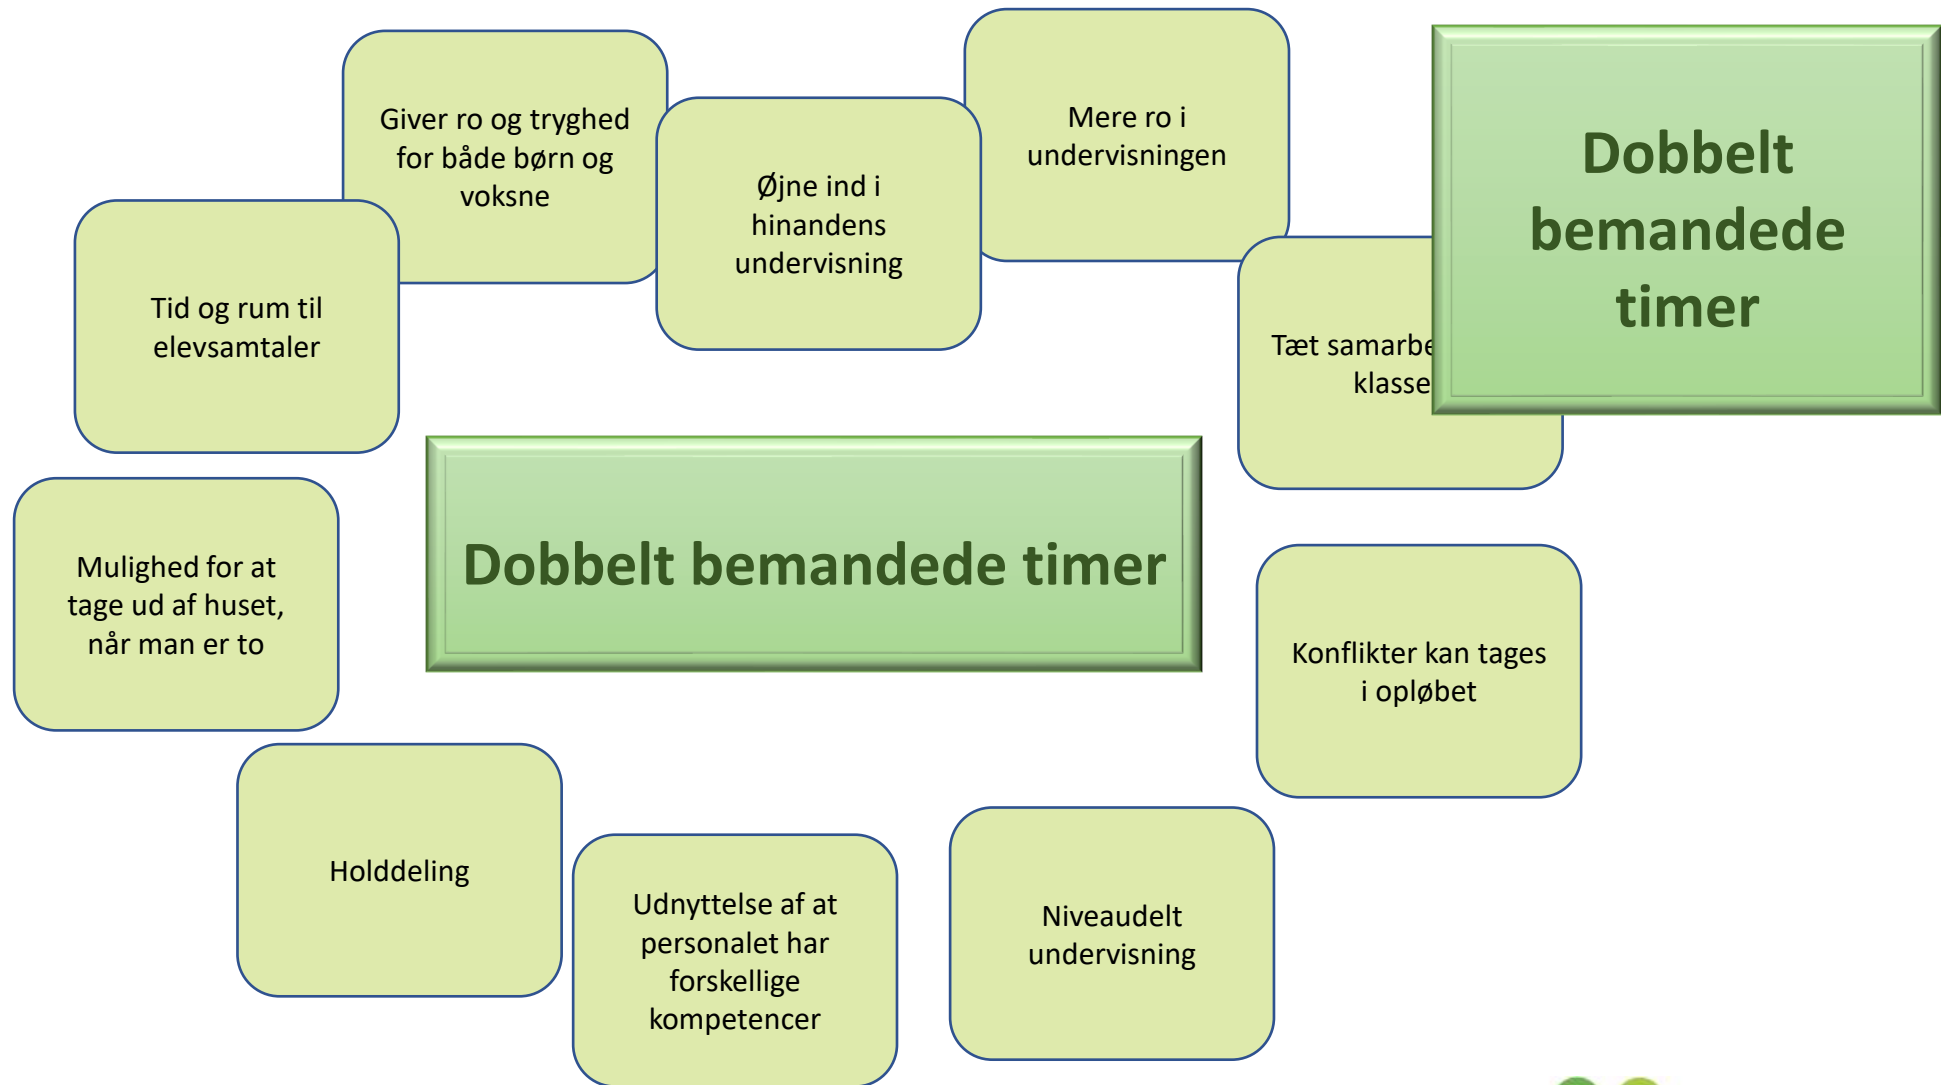 Giver ro og tryghed
for både børn og
voksne
Øjne ind i
hinandens
undervisning
Mere ro i
undervisningen
Dobbelt
bemandede
timer
Tid og rum til
elevsamtaler
Tæt
klasse
Dobbelt bemandede timer
Mulighed for at
tage ud af huset,
når man er to
Konflikter kan tages
i opløbet
Holddeling
Udnyttelse af at
personalet har
forskellige
kompetencer
Niveaudelt
undervisning